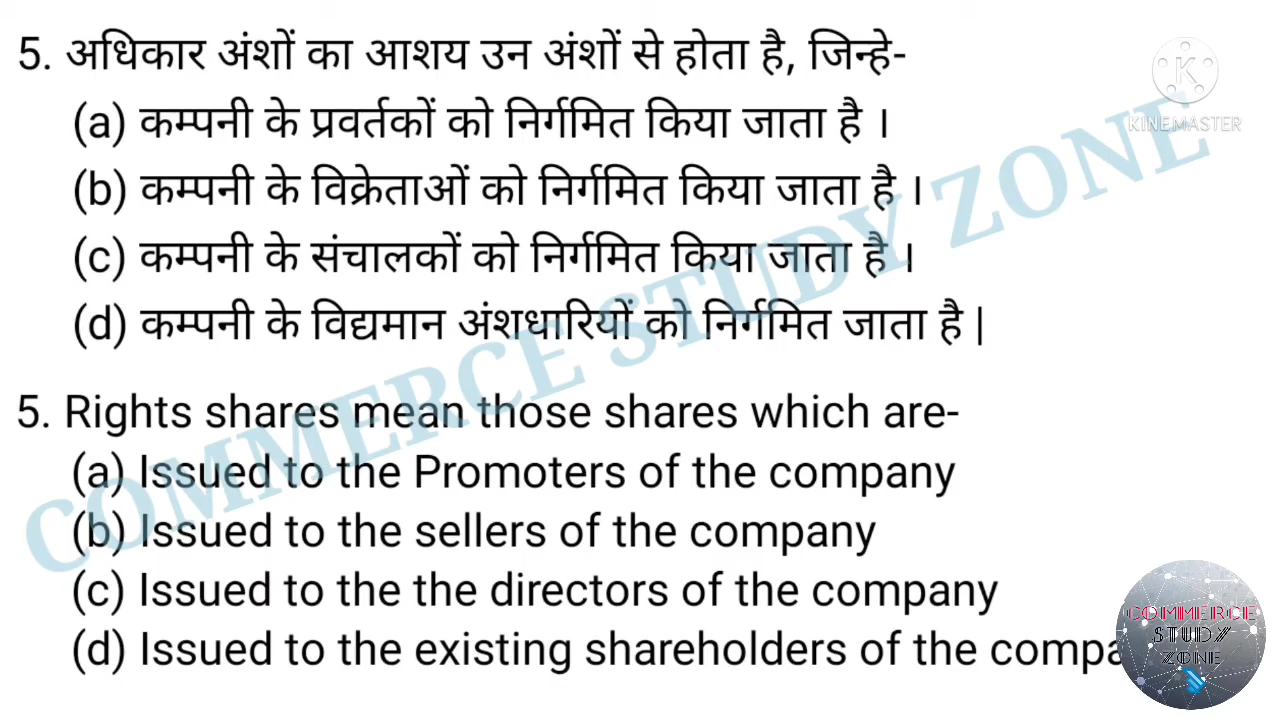 5. अधिकार अंशों का आशय उन अंशों से होता है, जिन्हे-
(a) कम्पनी के प्रवर्तकों को निर्गमित किया जाता है ।
(b) कम्पनी के विक्रेताओं को निर्गमित किया जाता है ।
(c) कम्पनी के संचालकों को निर्गमित किया जाता है ।
(d) कम्पनी के विद्यमान अंशधारियों को निर्गमित जाता है |
5. Rights shares mean those shares which are-
(a) Issued to the Promoters of the company
(b) Issued to the sellers of the company
(c) Issued to the the directors of the company
(d) Issued to the existing shareholders of the compa
K
KINEMASTER
COMMERCE STUDY ZONE
COMMERCE
STUDY
ZONE